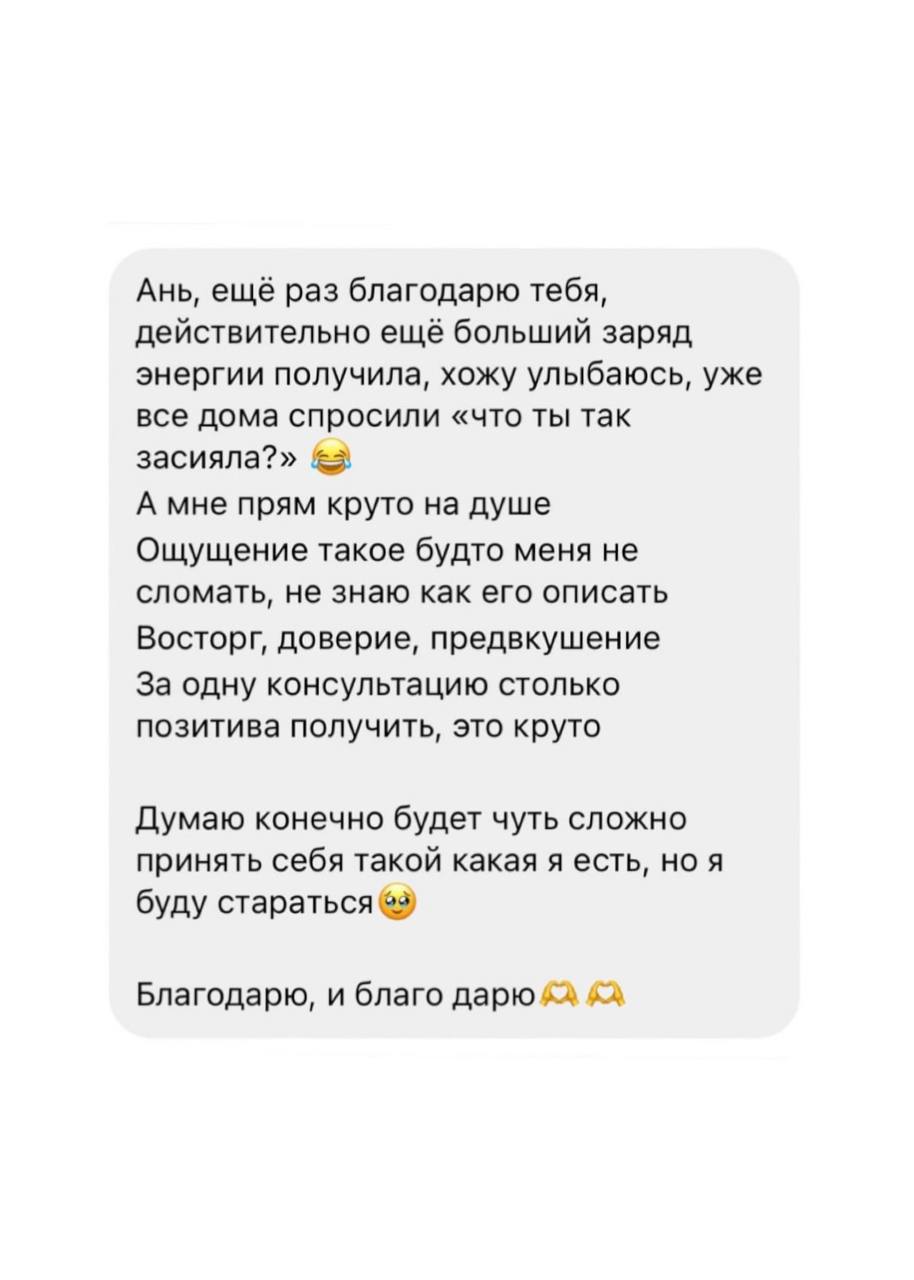 Ань, ещё раз благодарю тебя,
действительно ещё больший заряд
энергии получила, хожу улыбаюсь, уже
все дома спросили «что ты так
засияла?» 😂
А мне прям круто на душе
Ощущение такое будто меня не
сломать, не знаю как его описать
Восторг, доверие, предвкушение
За одну консультацию столько
позитива получить, это круто
Думаю конечно будет чуть сложно
принять себя такой какая я есть, но я
буду стараться🥹
Благодарю, и благо дарю🫶🫶